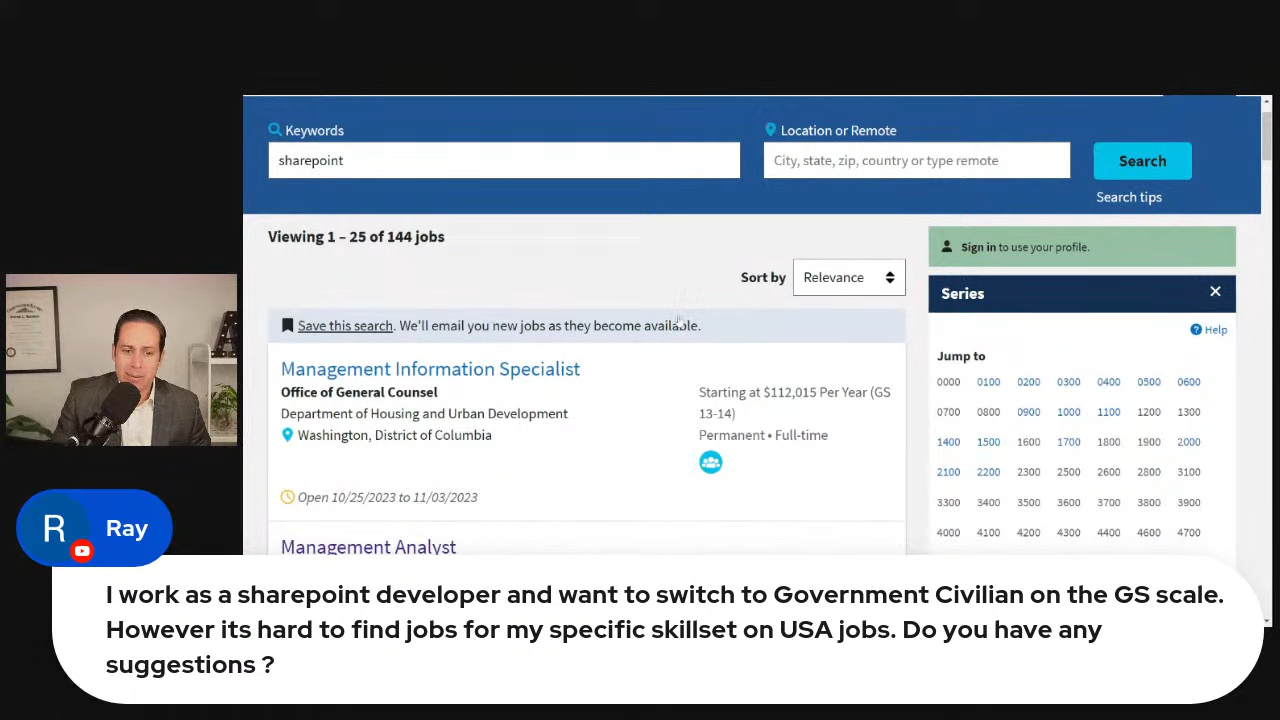 Keywords
Location or Remote
sharepoint
City, state, zip, country or type remote
Search
Search tips
Viewing 1 – 25 of 144 jobs
Sort by
Relevance
Save this search. We'll email you new jobs as they become available.
Management Information Specialist
Office of General Counsel
Department of Housing and Urban Development
Washington, District of Columbia
Starting at $112,015 Per Year (GS
13-14)
Permanent • Full-time
Open 10/25/2023 to 11/03/2023
Management Analyst
Sign in to use your profile.
Series
Help
Jump to
0000 0100 0200 0300 0400 0500 0600
0700 0800 0900 1000 1100 1200 1300
1400 1500 1600 1700 1800 1900 2000
2100 2200 2300 2500 2600 2800 3100
3300 3400 3500 3600 3700 3800 3900
4000 4100 4200 4300 4400 4600 4700
R
Ray
I work as a sharepoint developer and want to switch to Government Civilian on the GS scale.
However its hard to find jobs for my specific skillset on USA jobs. Do you have any
suggestions ?